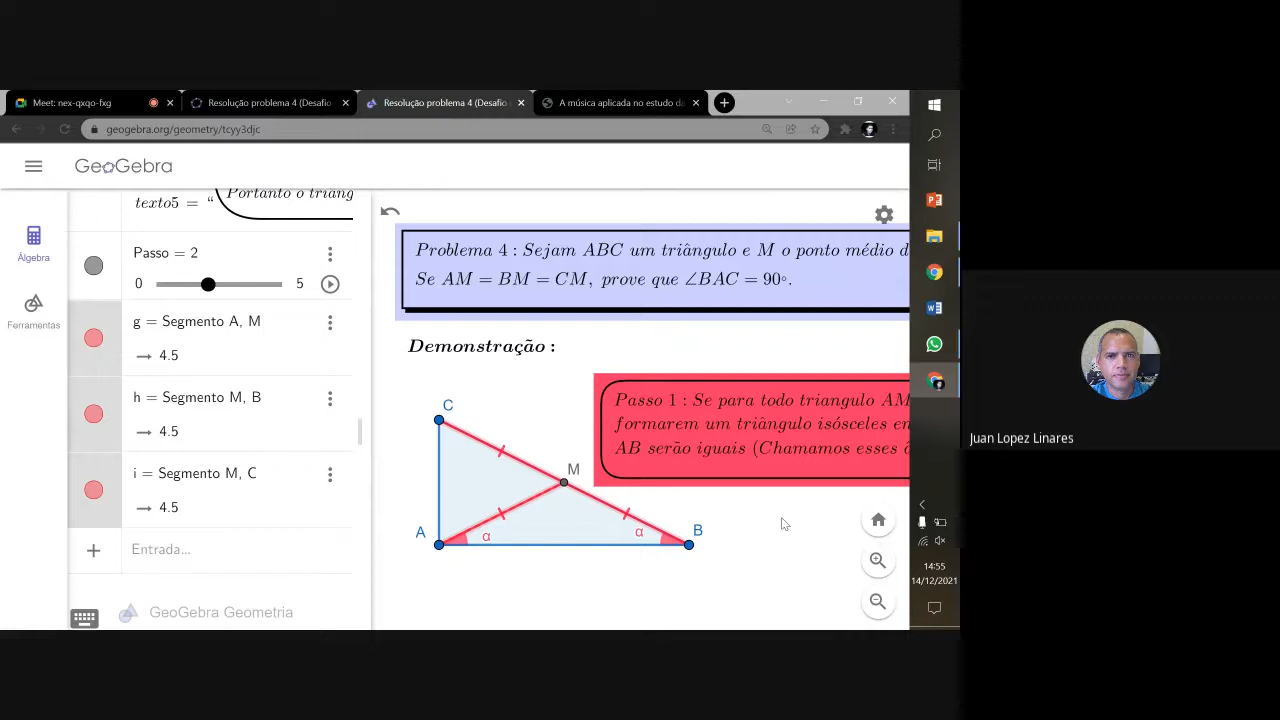 Meet: nex-qxqo-fxg
Resolução problema 4 (Desafio
Resolução problema 4 (Desafio
A música aplicada no estudo da
geogebra.org/geometry/tcyy3djc
GeoGebra
Álgebra
Ferramentas
texto5 = “ Portanto o triang
Passo = 2
0 5
g = Segmento A, M
→ 4.5
h = Segmento M, B
→ 4.5
i = Segmento M, C
→ 4.5
+ Entrada...
GeoGebra Geometria
Problema 4 : Sejam ABC um triângulo e M o ponto médio d
Se AM = BM = CM, prove que ∠BAC = 90°.
Demonstração :
Passo 1 : Se para todo triangulo AM
formarem um triângulo isósceles en
AB serão iguais (Chamamos esses â
C
M
A
α
α
B
14:55
14/12/2021
Juan Lopez Linares